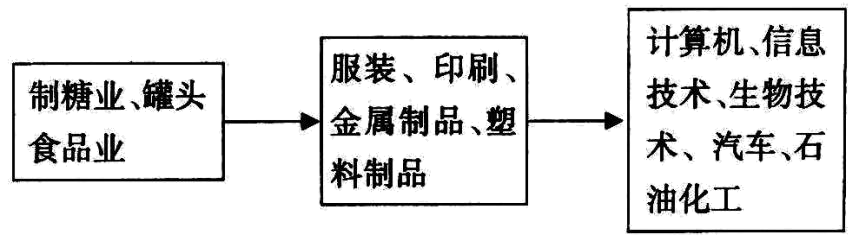 制糖业、罐头
食品业
服装、印刷、
金属制品、塑
料制品
计算机、信息
技术、生物技
术、汽车、石
油化工